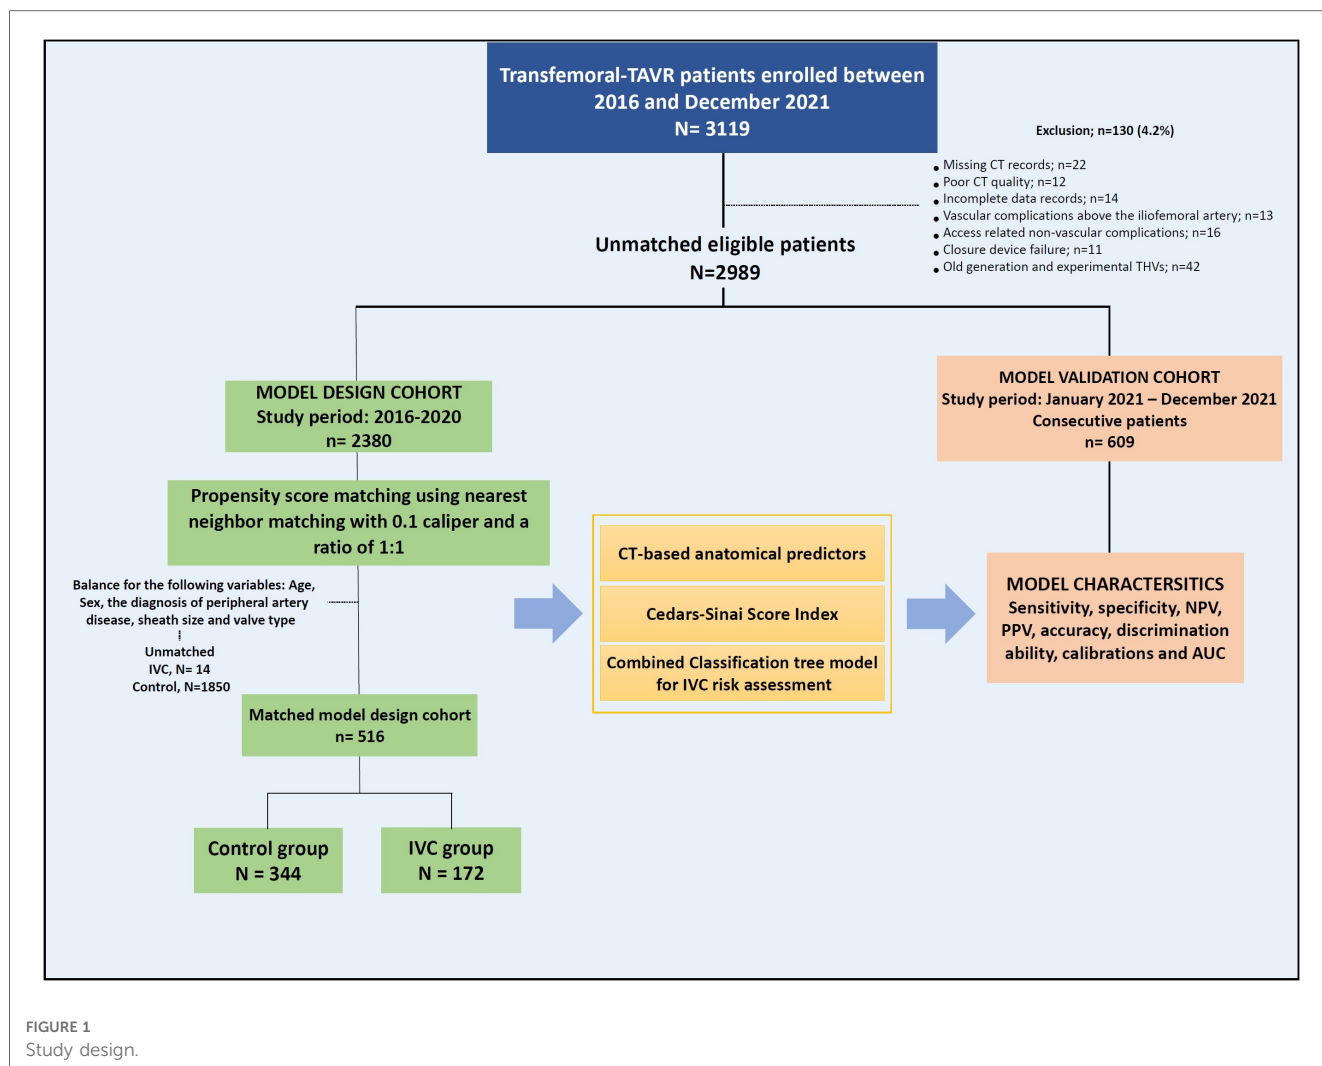 Transfemoral-TAVR patients enrolled between
2016 and December 2021
N= 3119
Exclusion; n=130 (4.2%)
• Missing CT records; n=22
• Poor CT quality; n=12
• Incomplete data records; n=14
• Vascular complications above the iliofemoral artery; n=13
• Access related non-vascular complications; n=16
• Closure device failure; n=11
• Old generation and experimental THVs; n=42
Unmatched eligible patients
N=2989
MODEL DESIGN COHORT
Study period: 2016-2020
n= 2380
MODEL VALIDATION COHORT
Study period: January 2021 – December 2021
Consecutive patients
n= 609
Propensity score matching using nearest
neighbor matching with 0.1 caliper and a
ratio of 1:1
Balance for the following variables: Age,
Sex, the diagnosis of peripheral artery
disease, sheath size and valve type
Unmatched
IVC, N= 14
Control, N=1850
CT-based anatomical predictors
Cedars-Sinai Score Index
Combined Classification tree model
for IVC risk assessment
MODEL CHARACTERSITICS
Sensitivity, specificity, NPV,
PPV, accuracy, discrimination
ability, calibrations and AUC
Matched model design cohort
n= 516
Control group
N = 344
IVC group
N = 172
FIGURE 1
Study design.